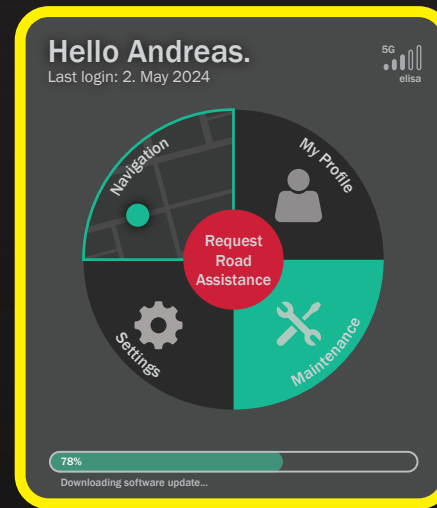 Hello Andreas.
Last login: 2. May 2024
5G
elisa
Navigation
My Profile
Request
Road
Assistance
Settings
Maintenance
78%
Downloading software update...